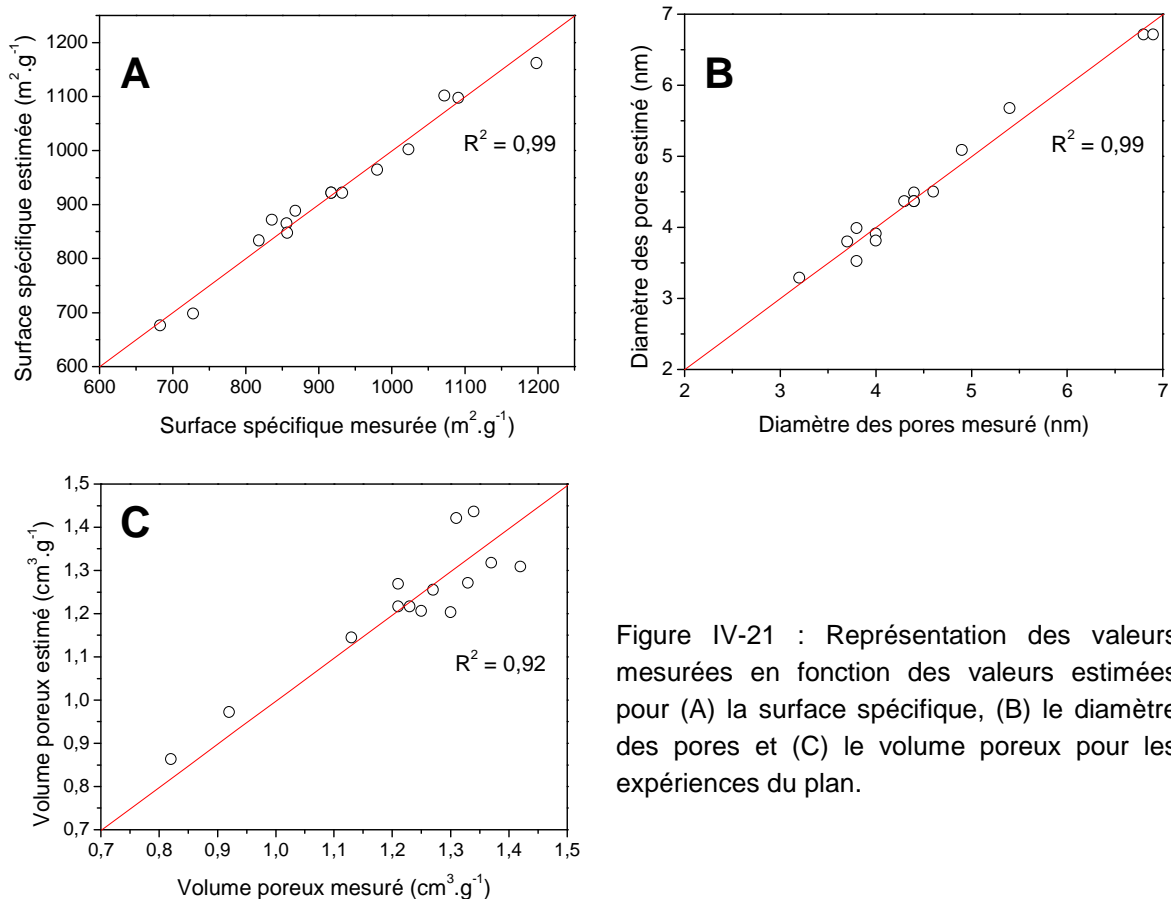 A
Surface spécifique estimée (m².g⁻¹)
1200
1100
1000
900
800
700
600
R² = 0,99
600 700 800 900 1000 1100 1200
Surface spécifique mesurée (m².g⁻¹)
B
Diamètre des pores estimé (nm)
7
6
5
4
3
2
R² = 0,99
2 3 4 5 6 7
Diamètre des pores mesuré (nm)
C
Volume poreux estimé (cm³.g⁻¹)
1,5
1,4
1,3
1,2
1,1
1,0
0,9
0,8
0,7
R² = 0,92
0,7 0,8 0,9 1,0 1,1 1,2 1,3 1,4 1,5
Volume poreux mesuré (cm³.g⁻¹)
Figure IV-21 : Représentation des valeurs
mesurées en fonction des valeurs estimées
pour (A) la surface spécifique, (B) le diamètre
des pores et (C) le volume poreux pour les
expériences du plan.